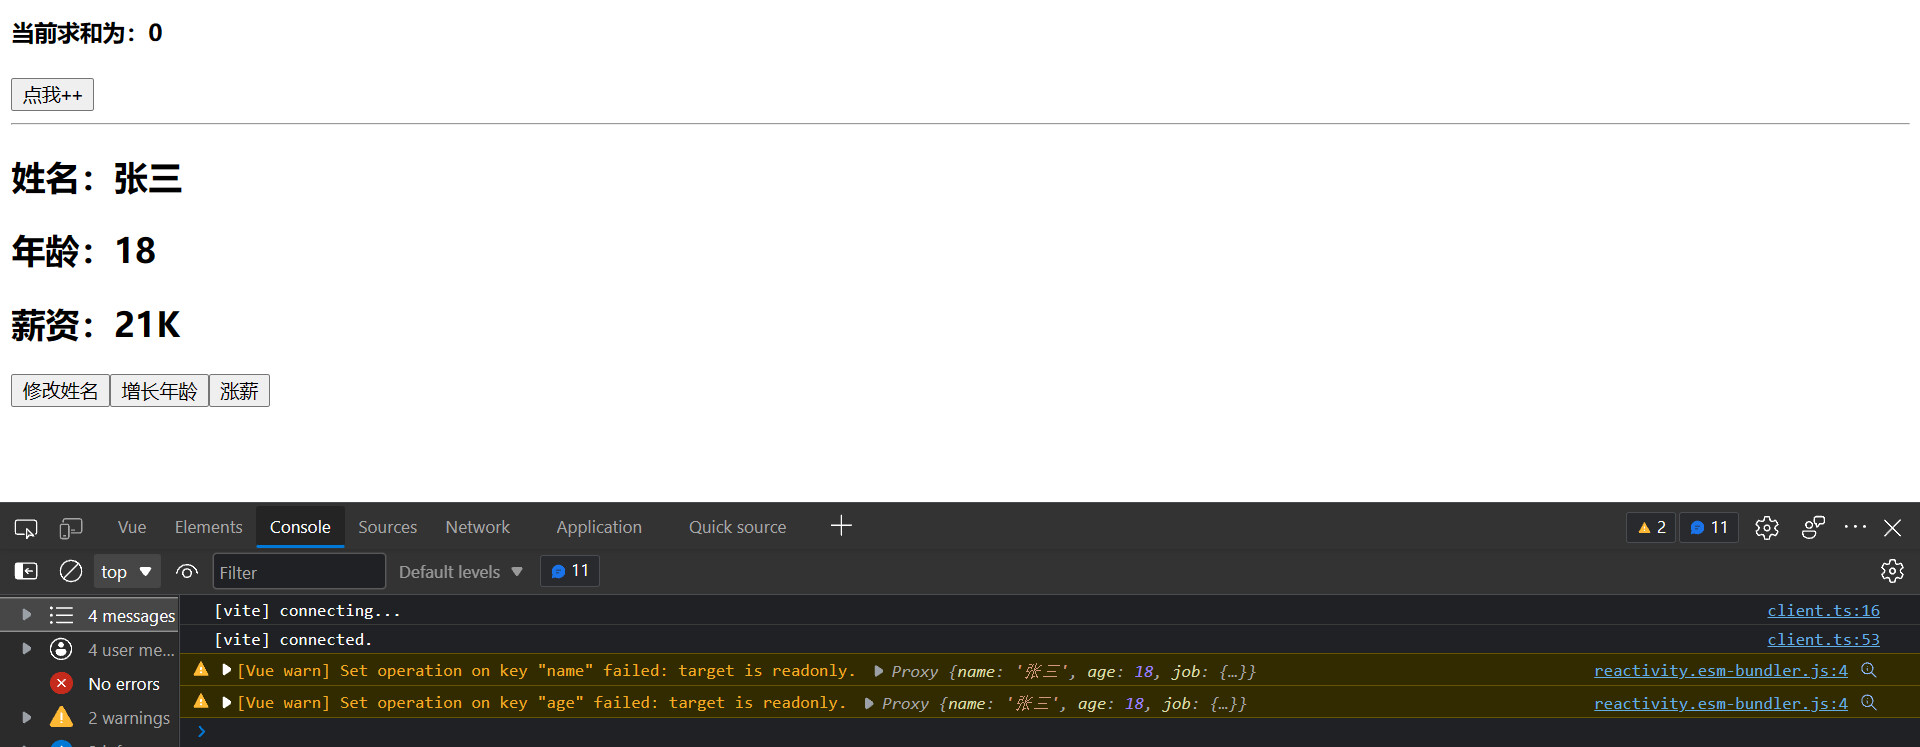 当前求和为：0
点我++
姓名：张三
年龄：18
薪资：21K
修改姓名 增长年龄 涨薪
Vue Elements Console Sources Network Application Quick source 2 11
top Filter Default levels 11
4 messages
4 user me...
No errors
2 warnings
[vite] connecting... client.ts:16
[vite] connected. client.ts:53
[Vue warn] Set operation on key "name" failed: target is readonly. Proxy {name: '张三', age: 18, job: {…}} reactivity.esm-bundler.js:4
[Vue warn] Set operation on key "age" failed: target is readonly. Proxy {name: '张三', age: 18, job: {…}} reactivity.esm-bundler.js:4